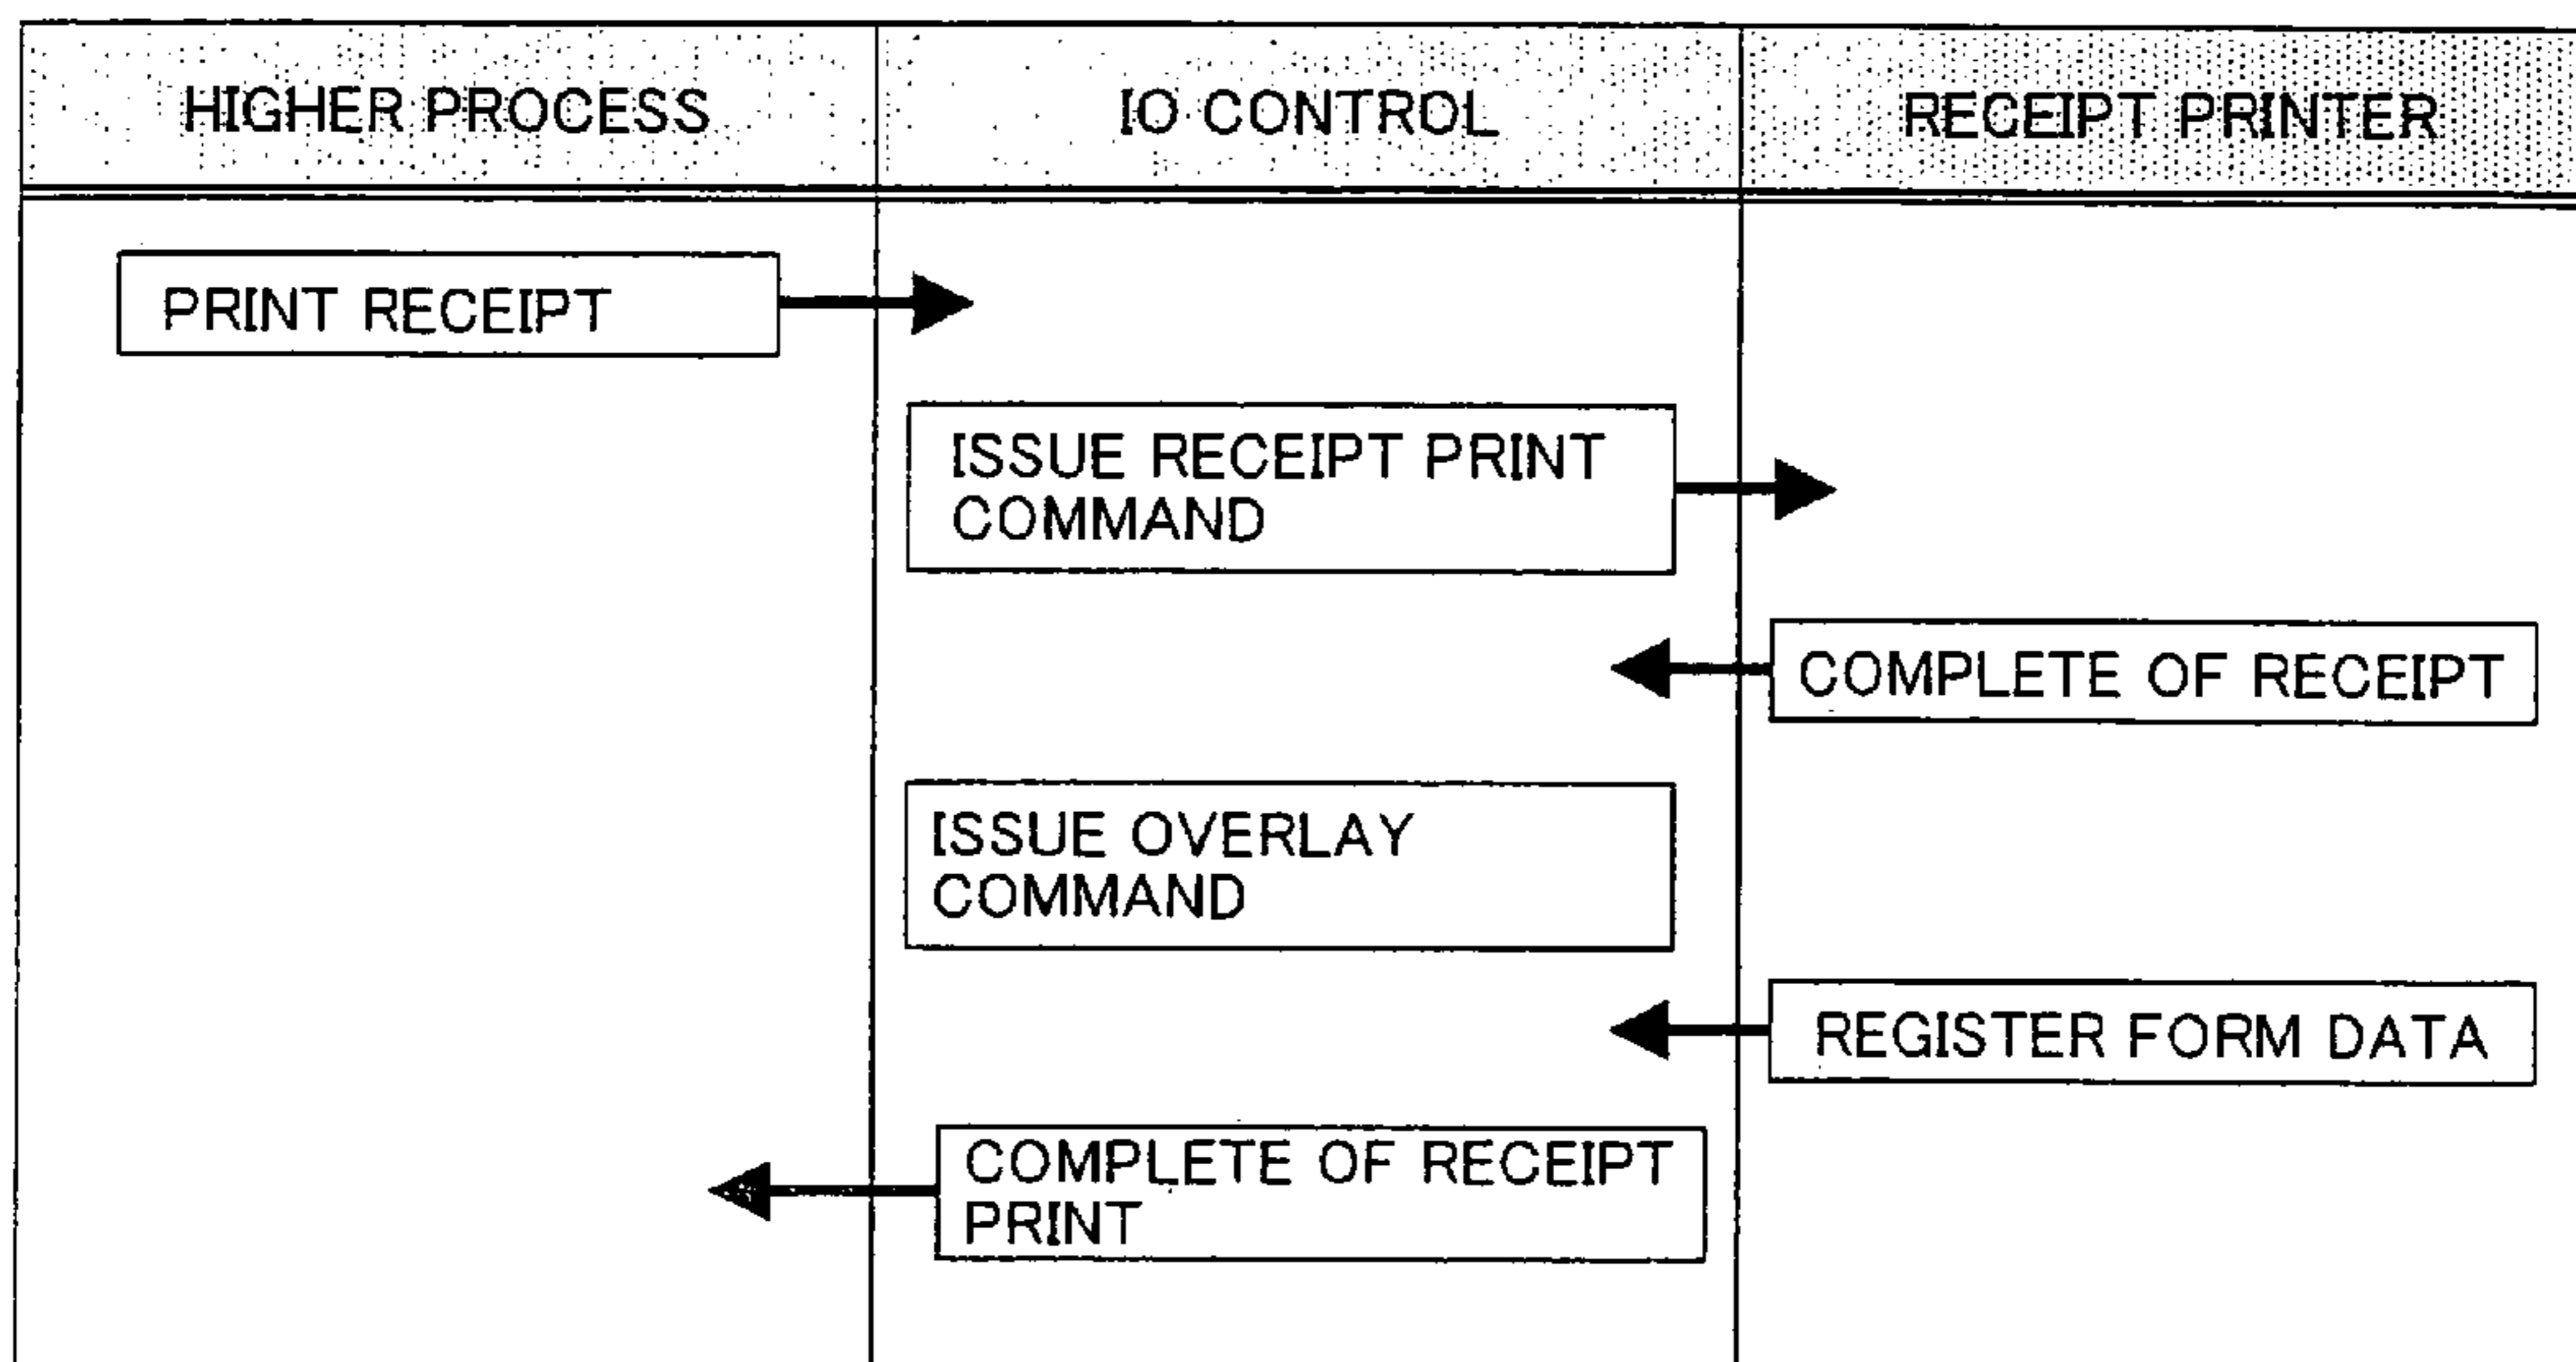 HIGHER PROCESS
IO CONTROL
RECEIPT PRINTER
PRINT RECEIPT
ISSUE RECEIPT PRINT
COMMAND
COMPLETE OF RECEIPT
ISSUE OVERLAY
COMMAND
REGISTER FORM DATA
COMPLETE OF RECEIPT
PRINT